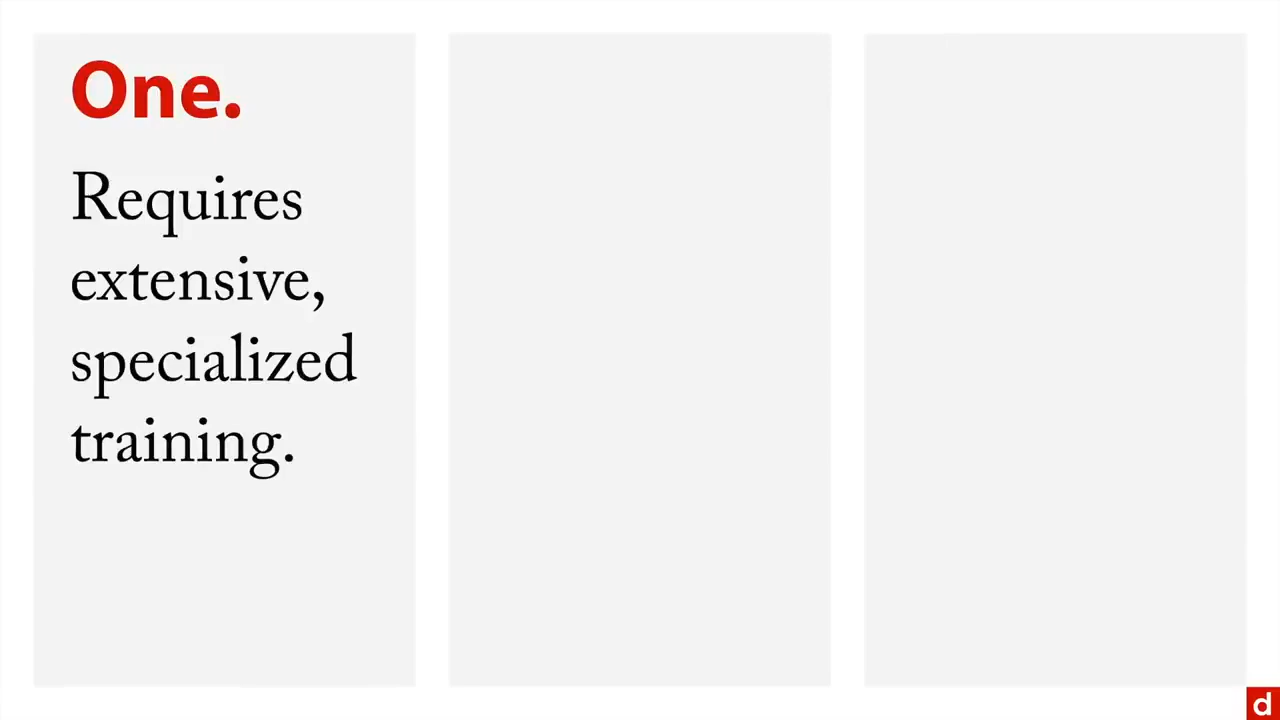 One.
Requires
extensive,
specialized
training.
d